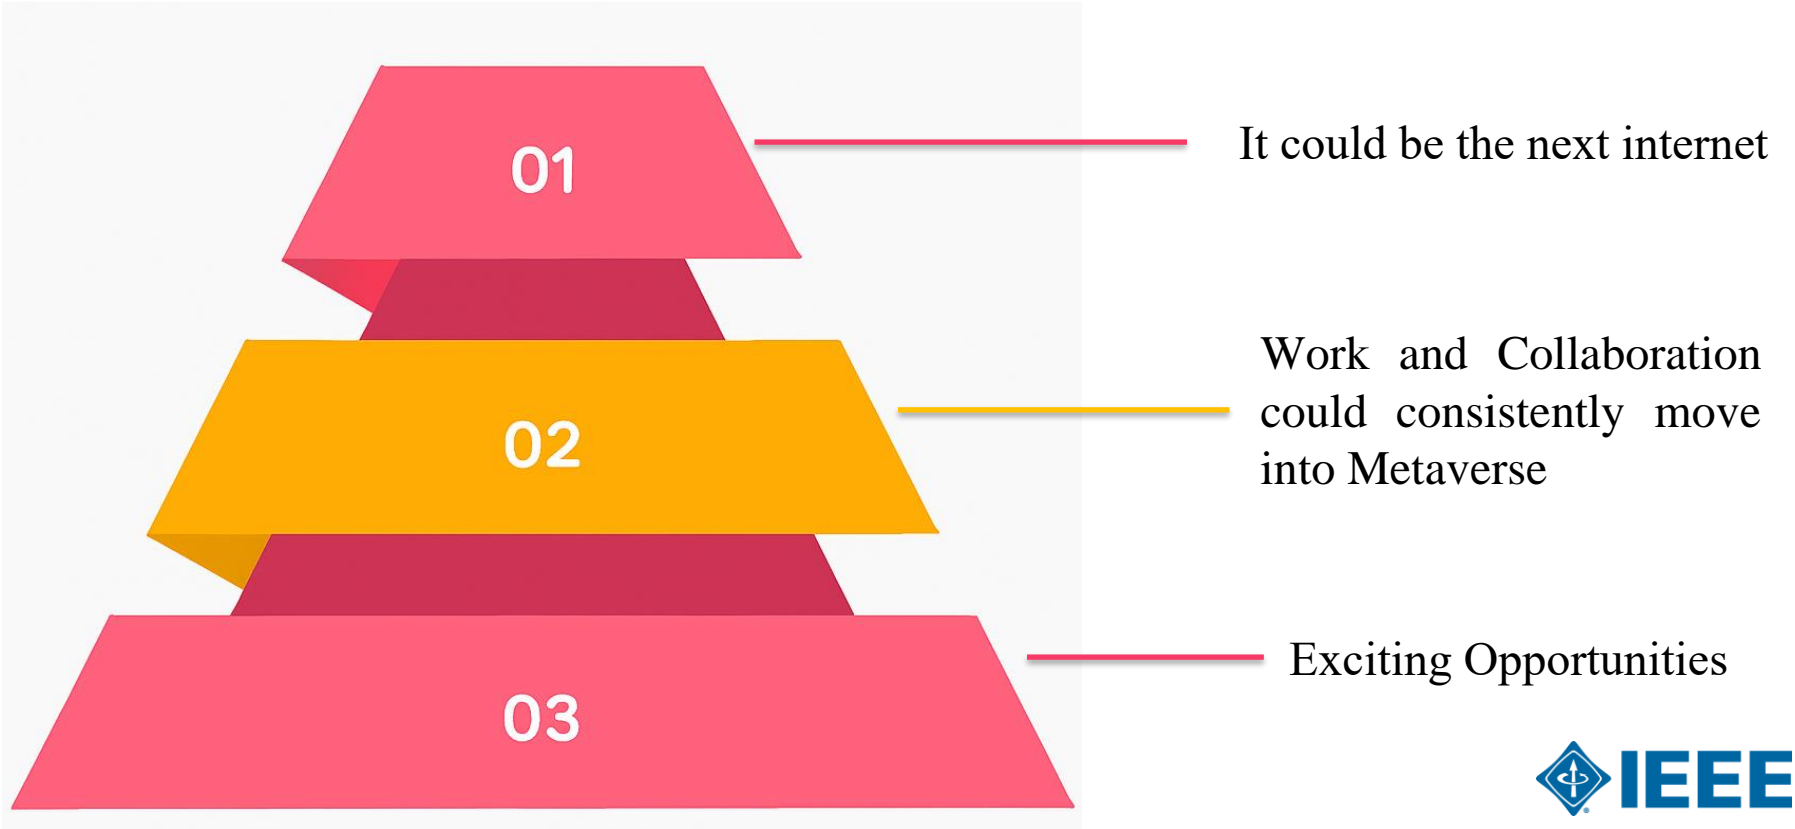 01
It could be the next internet
02
Work and Collaboration
could consistently move
into Metaverse
03
Exciting Opportunities
IEEE